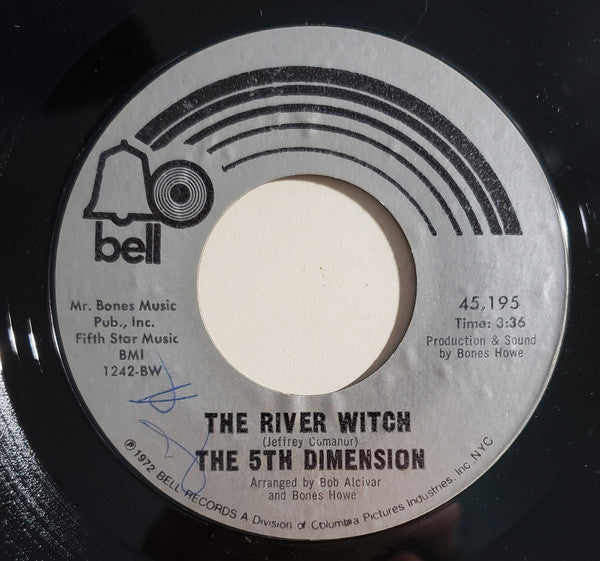 bell
Mr. Bones Music
Pub., Inc.
Fifth Star Music
BMI
1242-BW
45,195
Time: 3:36
Production & Sound
by Bones Howe
THE RIVER WITCH
(Jeffrey Comanor)
THE 5TH DIMENSION
Arranged by Bob Alcivar
and Bones Howe
℗1972 BELL RECORDS A Division of Columbia Pictures Industries, Inc. NYC